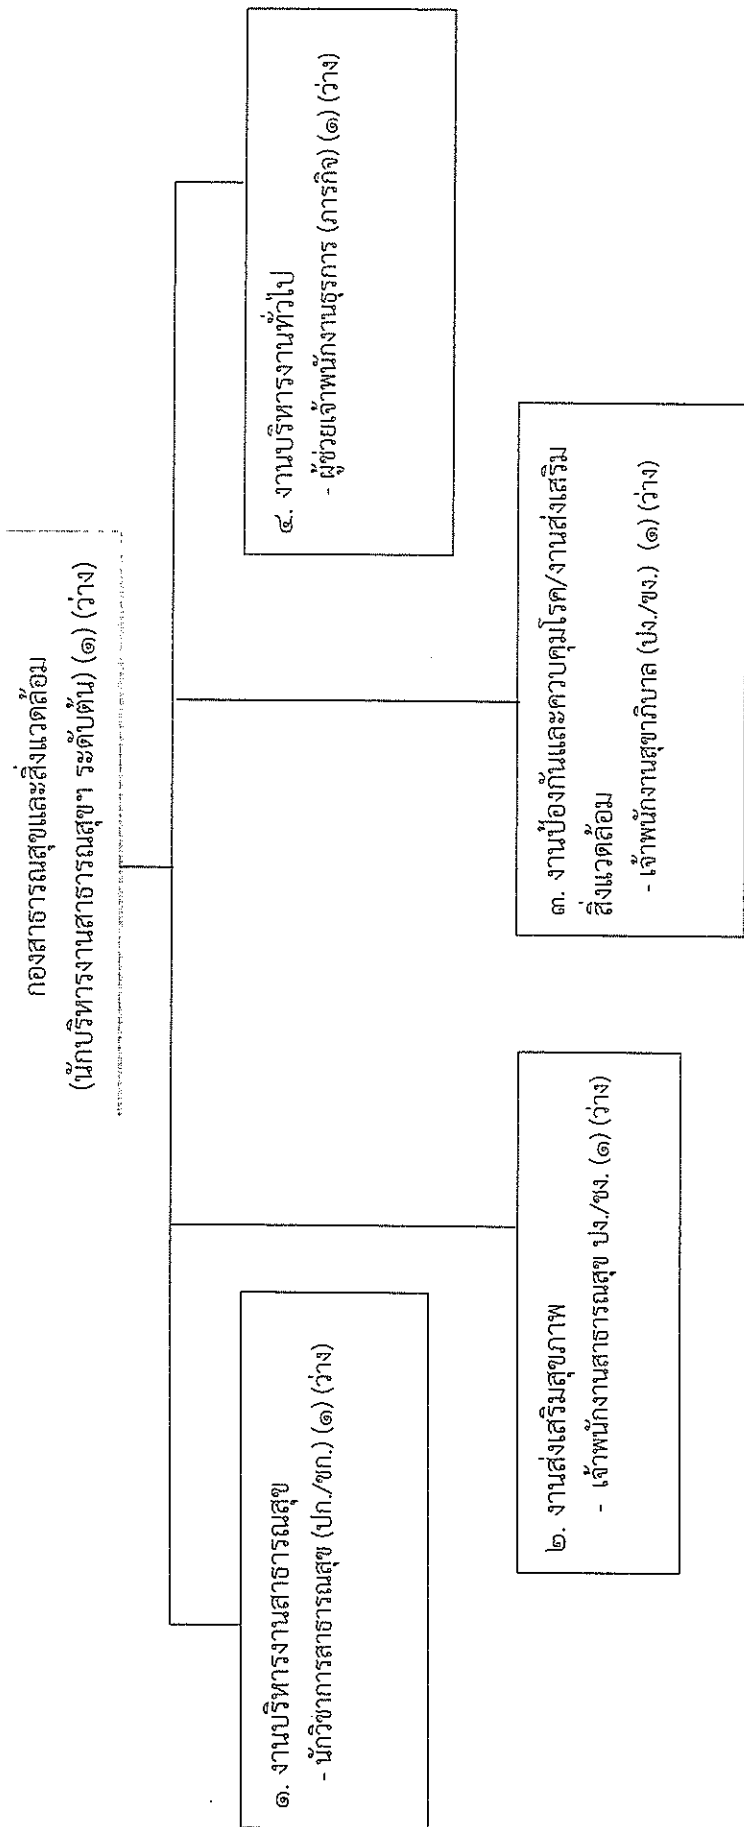 กองสาธารณสุขและสิ่งแวดล้อม
(นักบริหารงานสาธารณสุขฯ ระดับต้น) (๑) (ว่าง)
๑. งานบริหารงานสาธารณสุข
- นักวิชาการสาธารณสุข (ปก./ชก.) (๑) (ว่าง)
๒. งานส่งเสริมสุขภาพ
- เจ้าพนักงานสาธารณสุข ปง./ชง. (๑) (ว่าง)
๓. งานป้องกันและควบคุมโรค/งานส่งเสริม
สิ่งแวดล้อม
- เจ้าพนักงานสุขาภิบาล (ปง./ชง.) (๑) (ว่าง)
๔. งานบริหารงานทั่วไป
- ผู้ช่วยเจ้าพนักงานธุรการ (ภารกิจ) (๑) (ว่าง)